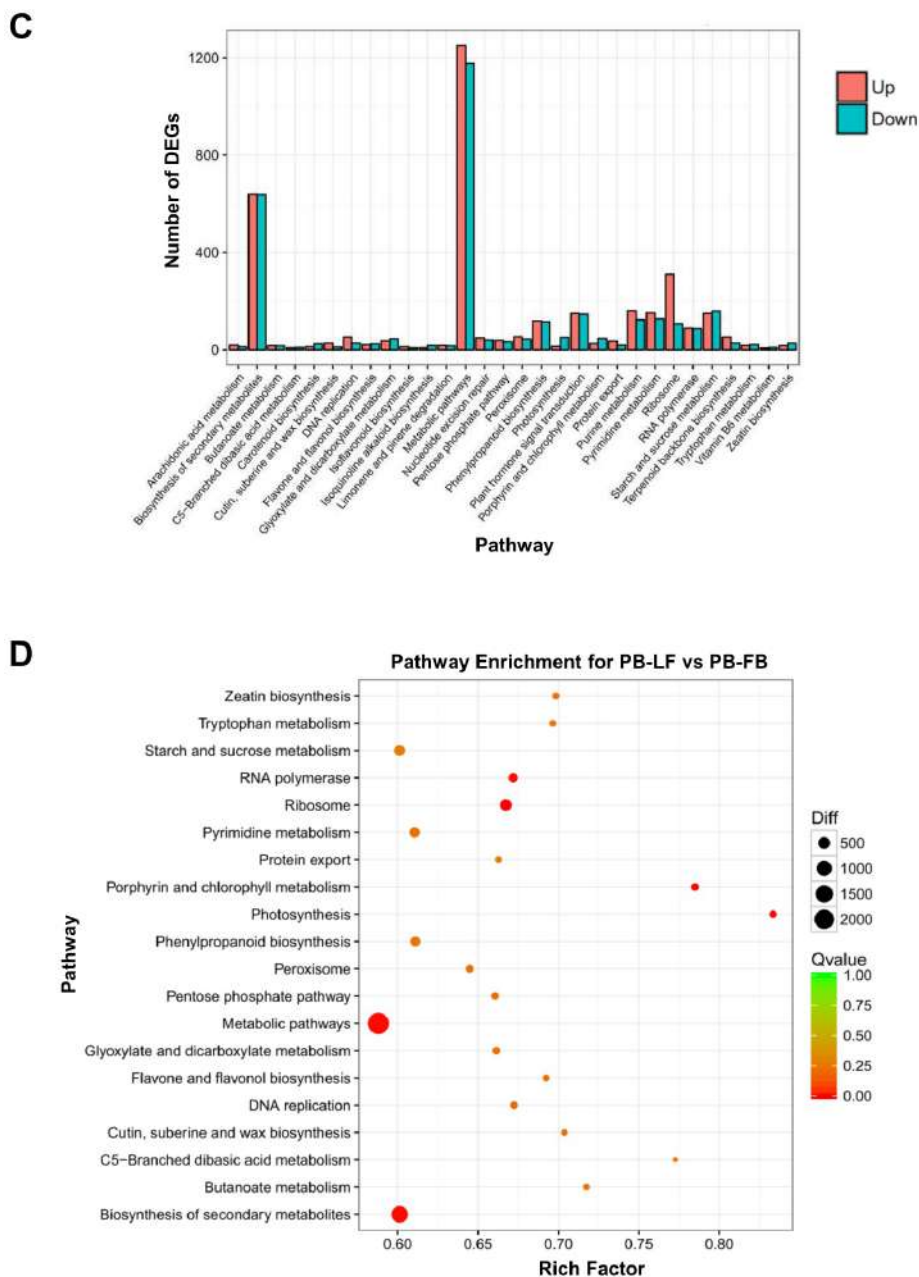 C
1200
800
400
0
Number of DEGs
Up
Down
Arachidonic acid metabolism
Biosynthesis of secondary metabolites
Butanoate metabolism
C5-Branched dibasic acid metabolism
Carotenoid biosynthesis
Cutin, suberine and wax biosynthesis
DNA replication
Flavone and flavonol biosynthesis
Glyoxylate and dicarboxylate metabolism
Isoflavonoid biosynthesis
Isoquinoline alkaloid biosynthesis
Limonene and pinene degradation
Metabolic pathways
Nucleotide excision repair
Pentose phosphate pathway
Peroxisome
Phenylpropanoid biosynthesis
Photosynthesis
Plant hormone signal transduction
Porphyrin and chlorophyll metabolism
Protein export
Purine metabolism
Pyrimidine metabolism
Ribosome
RNA polymerase
Starch and sucrose metabolism
Terpenoid backbone biosynthesis
Tryptophan metabolism
Vitamin B6 metabolism
Zeatin biosynthesis
Pathway
D
Pathway Enrichment for PB-LF vs PB-FB
Zeatin biosynthesis
Tryptophan metabolism
Starch and sucrose metabolism
RNA polymerase
Ribosome
Pyrimidine metabolism
Protein export
Porphyrin and chlorophyll metabolism
Photosynthesis
Phenylpropanoid biosynthesis
Peroxisome
Pentose phosphate pathway
Metabolic pathways
Glyoxylate and dicarboxylate metabolism
Flavone and flavonol biosynthesis
DNA replication
Cutin, suberine and wax biosynthesis
C5-Branched dibasic acid metabolism
Butanoate metabolism
Biosynthesis of secondary metabolites
Pathway
0.60
0.65
0.70
0.75
0.80
Rich Factor
Diff
500
1000
1500
2000
Qvalue
1.00
0.75
0.50
0.25
0.00